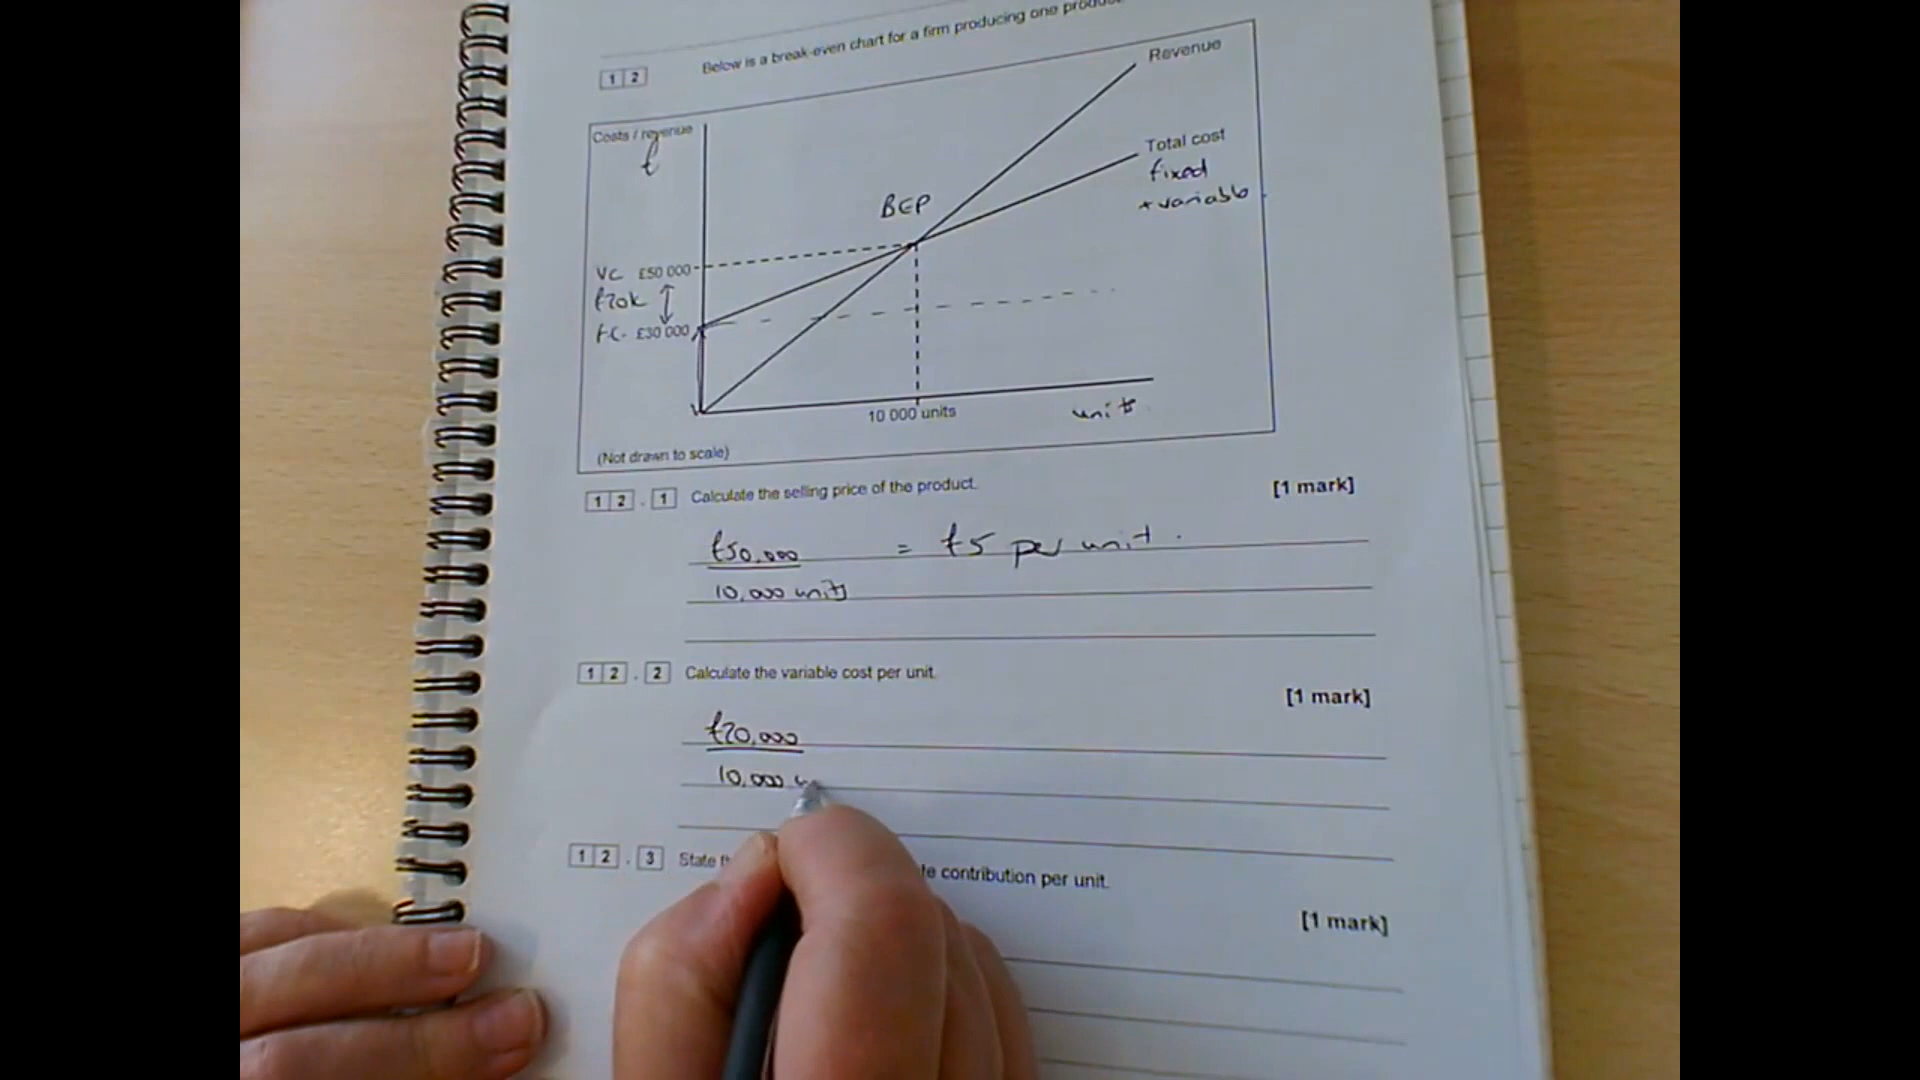 1 2 Below is a break-even chart for a firm producing one product.
Costs / revenue
£
Revenue
Total cost
fixed
+ variable
BEP
VC £50 000
£20k
FC £30 000
10 000 units
units
(Not drawn to scale)
1 2 . 1 Calculate the selling price of the product.
[1 mark]
£50,000 = £5 per unit.
10,000 units
1 2 . 2 Calculate the variable cost per unit.
[1 mark]
£20,000
10,000 u
1 2 . 3 State contribution per unit.
[1 mark]